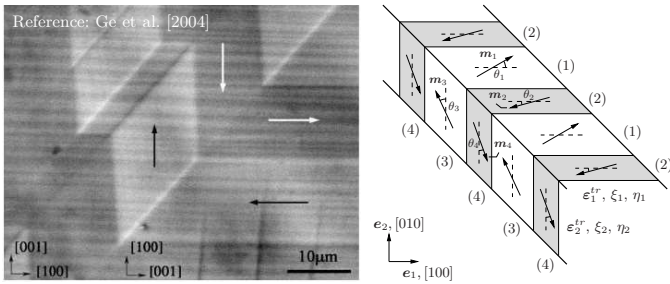 Reference: Ge et al. [2004]
[001]
[100]
[100]
[001]
10μm
(2)
m₁
θ₁
(1)
m₃
θ₃
m₂
θ₂
(2)
(4)
θ₄
m₄
(1)
(3)
(2)
(4)
ε₁ᵗʳ, ξ₁, η₁
ε₂ᵗʳ, ξ₂, η₂
(3)
(4)
e₂, [010]
e₁, [100]